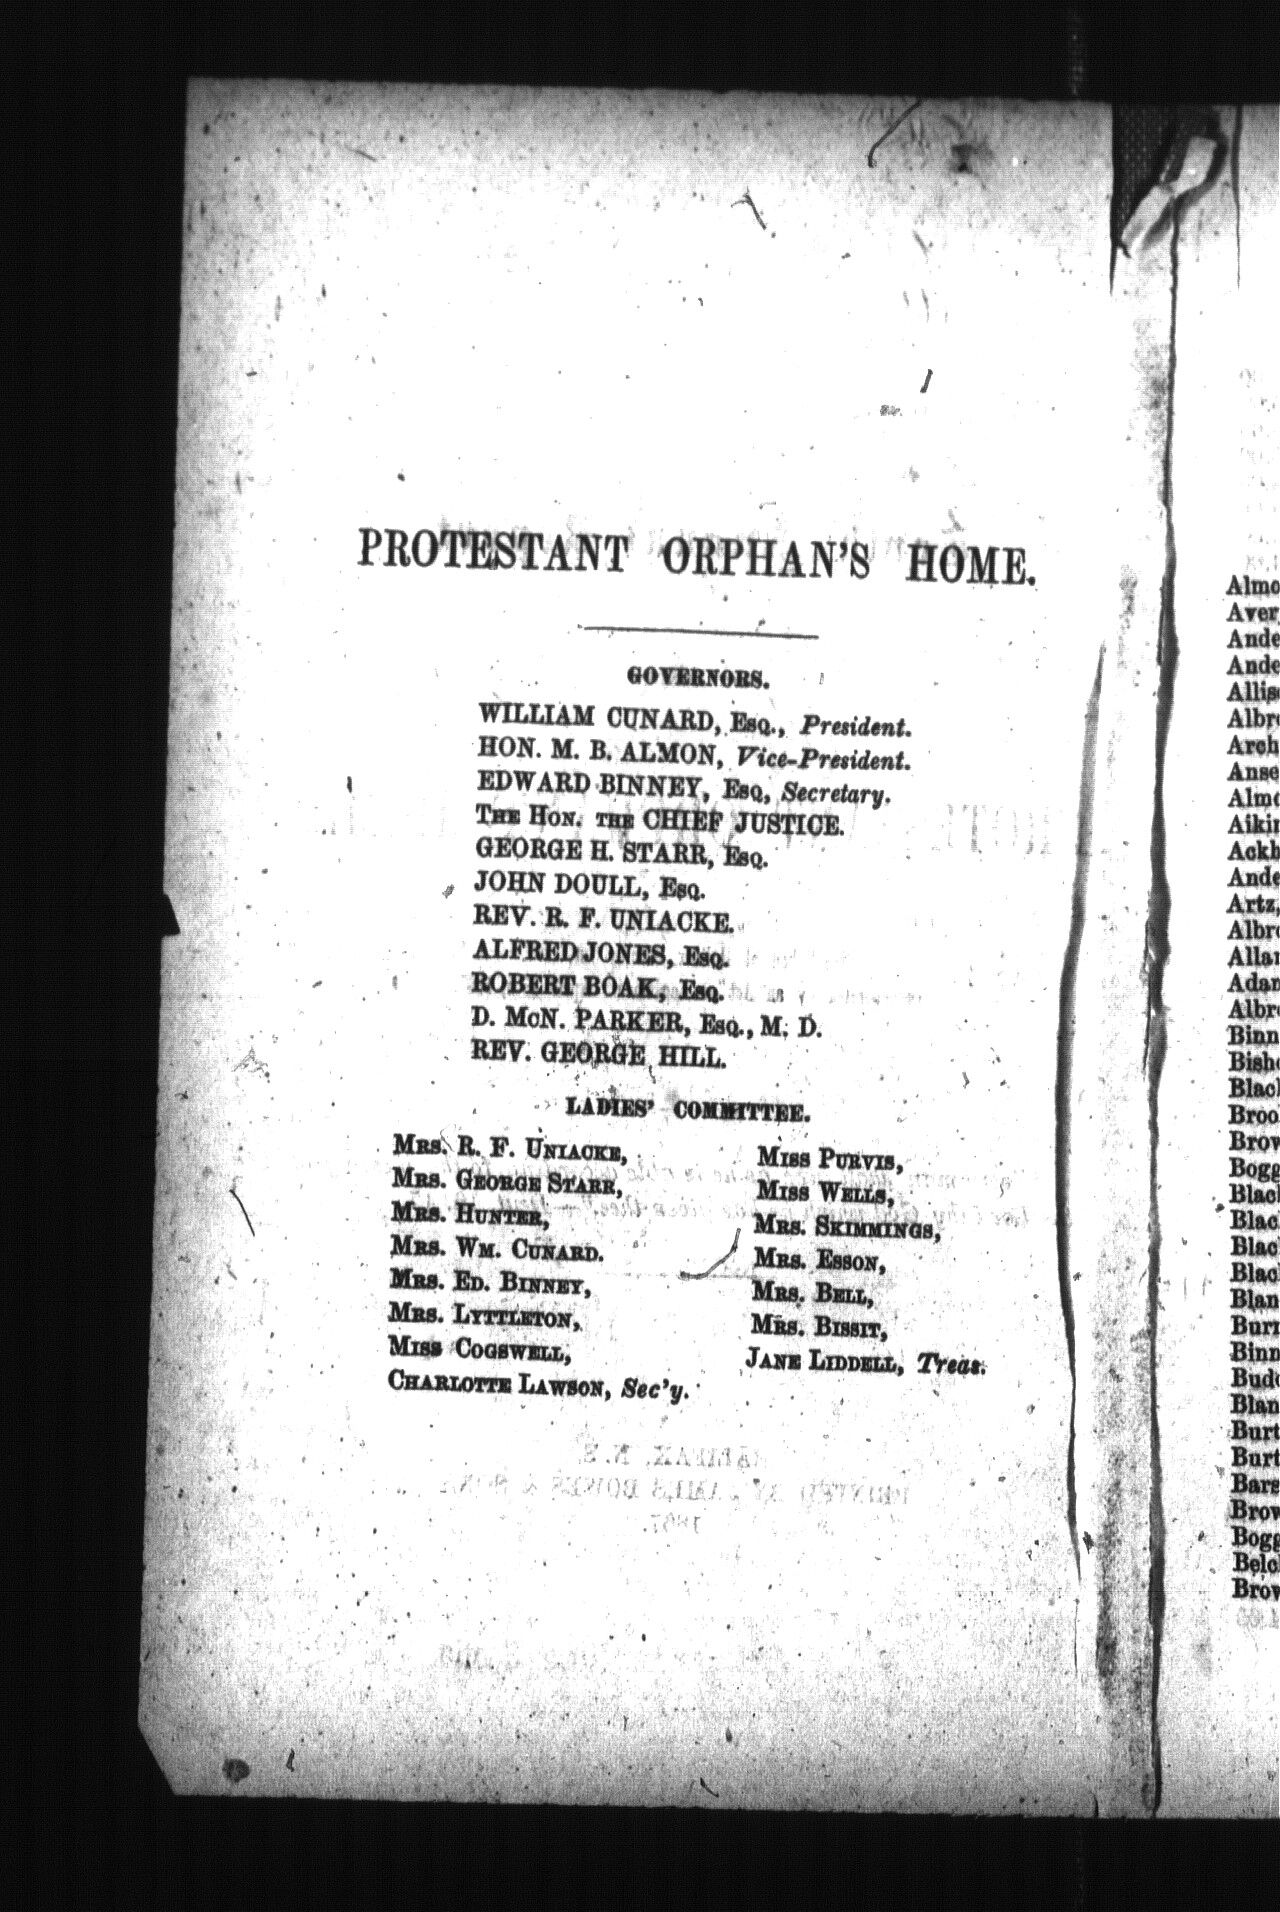 PROTESTANT ORPHAN'S HOME.
GOVERNORS.
WILLIAM CUNARD, Esq., President.
HON. M. B. ALMON, Vice-President.
EDWARD BINNEY, Esq, Secretary.
The Hon. the CHIEF JUSTICE.
GEORGE H. STARR, Esq.
JOHN DOULL, Esq.
REV. R. F. UNIACKE.
ALFRED JONES, Esq.
ROBERT BOAK, Esq.
D. McN. PARKER, Esq., M. D.
REV. GEORGE HILL.
LADIES' COMMITTEE.
Mrs. R. F. Uniacke,
Mrs. George Starr,
Mrs. Hunter,
Mrs. Wm. Cunard.
Mrs. Ed. Binney,
Mrs. Lyttleton,
Miss Cogswell,
Charlotte Lawson, Sec'y.
Miss Purvis,
Miss Wells,
Mrs. Skimmings,
Mrs. Esson,
Mrs. Bell,
Mrs. Bissit,
Jane Liddell, Treas.